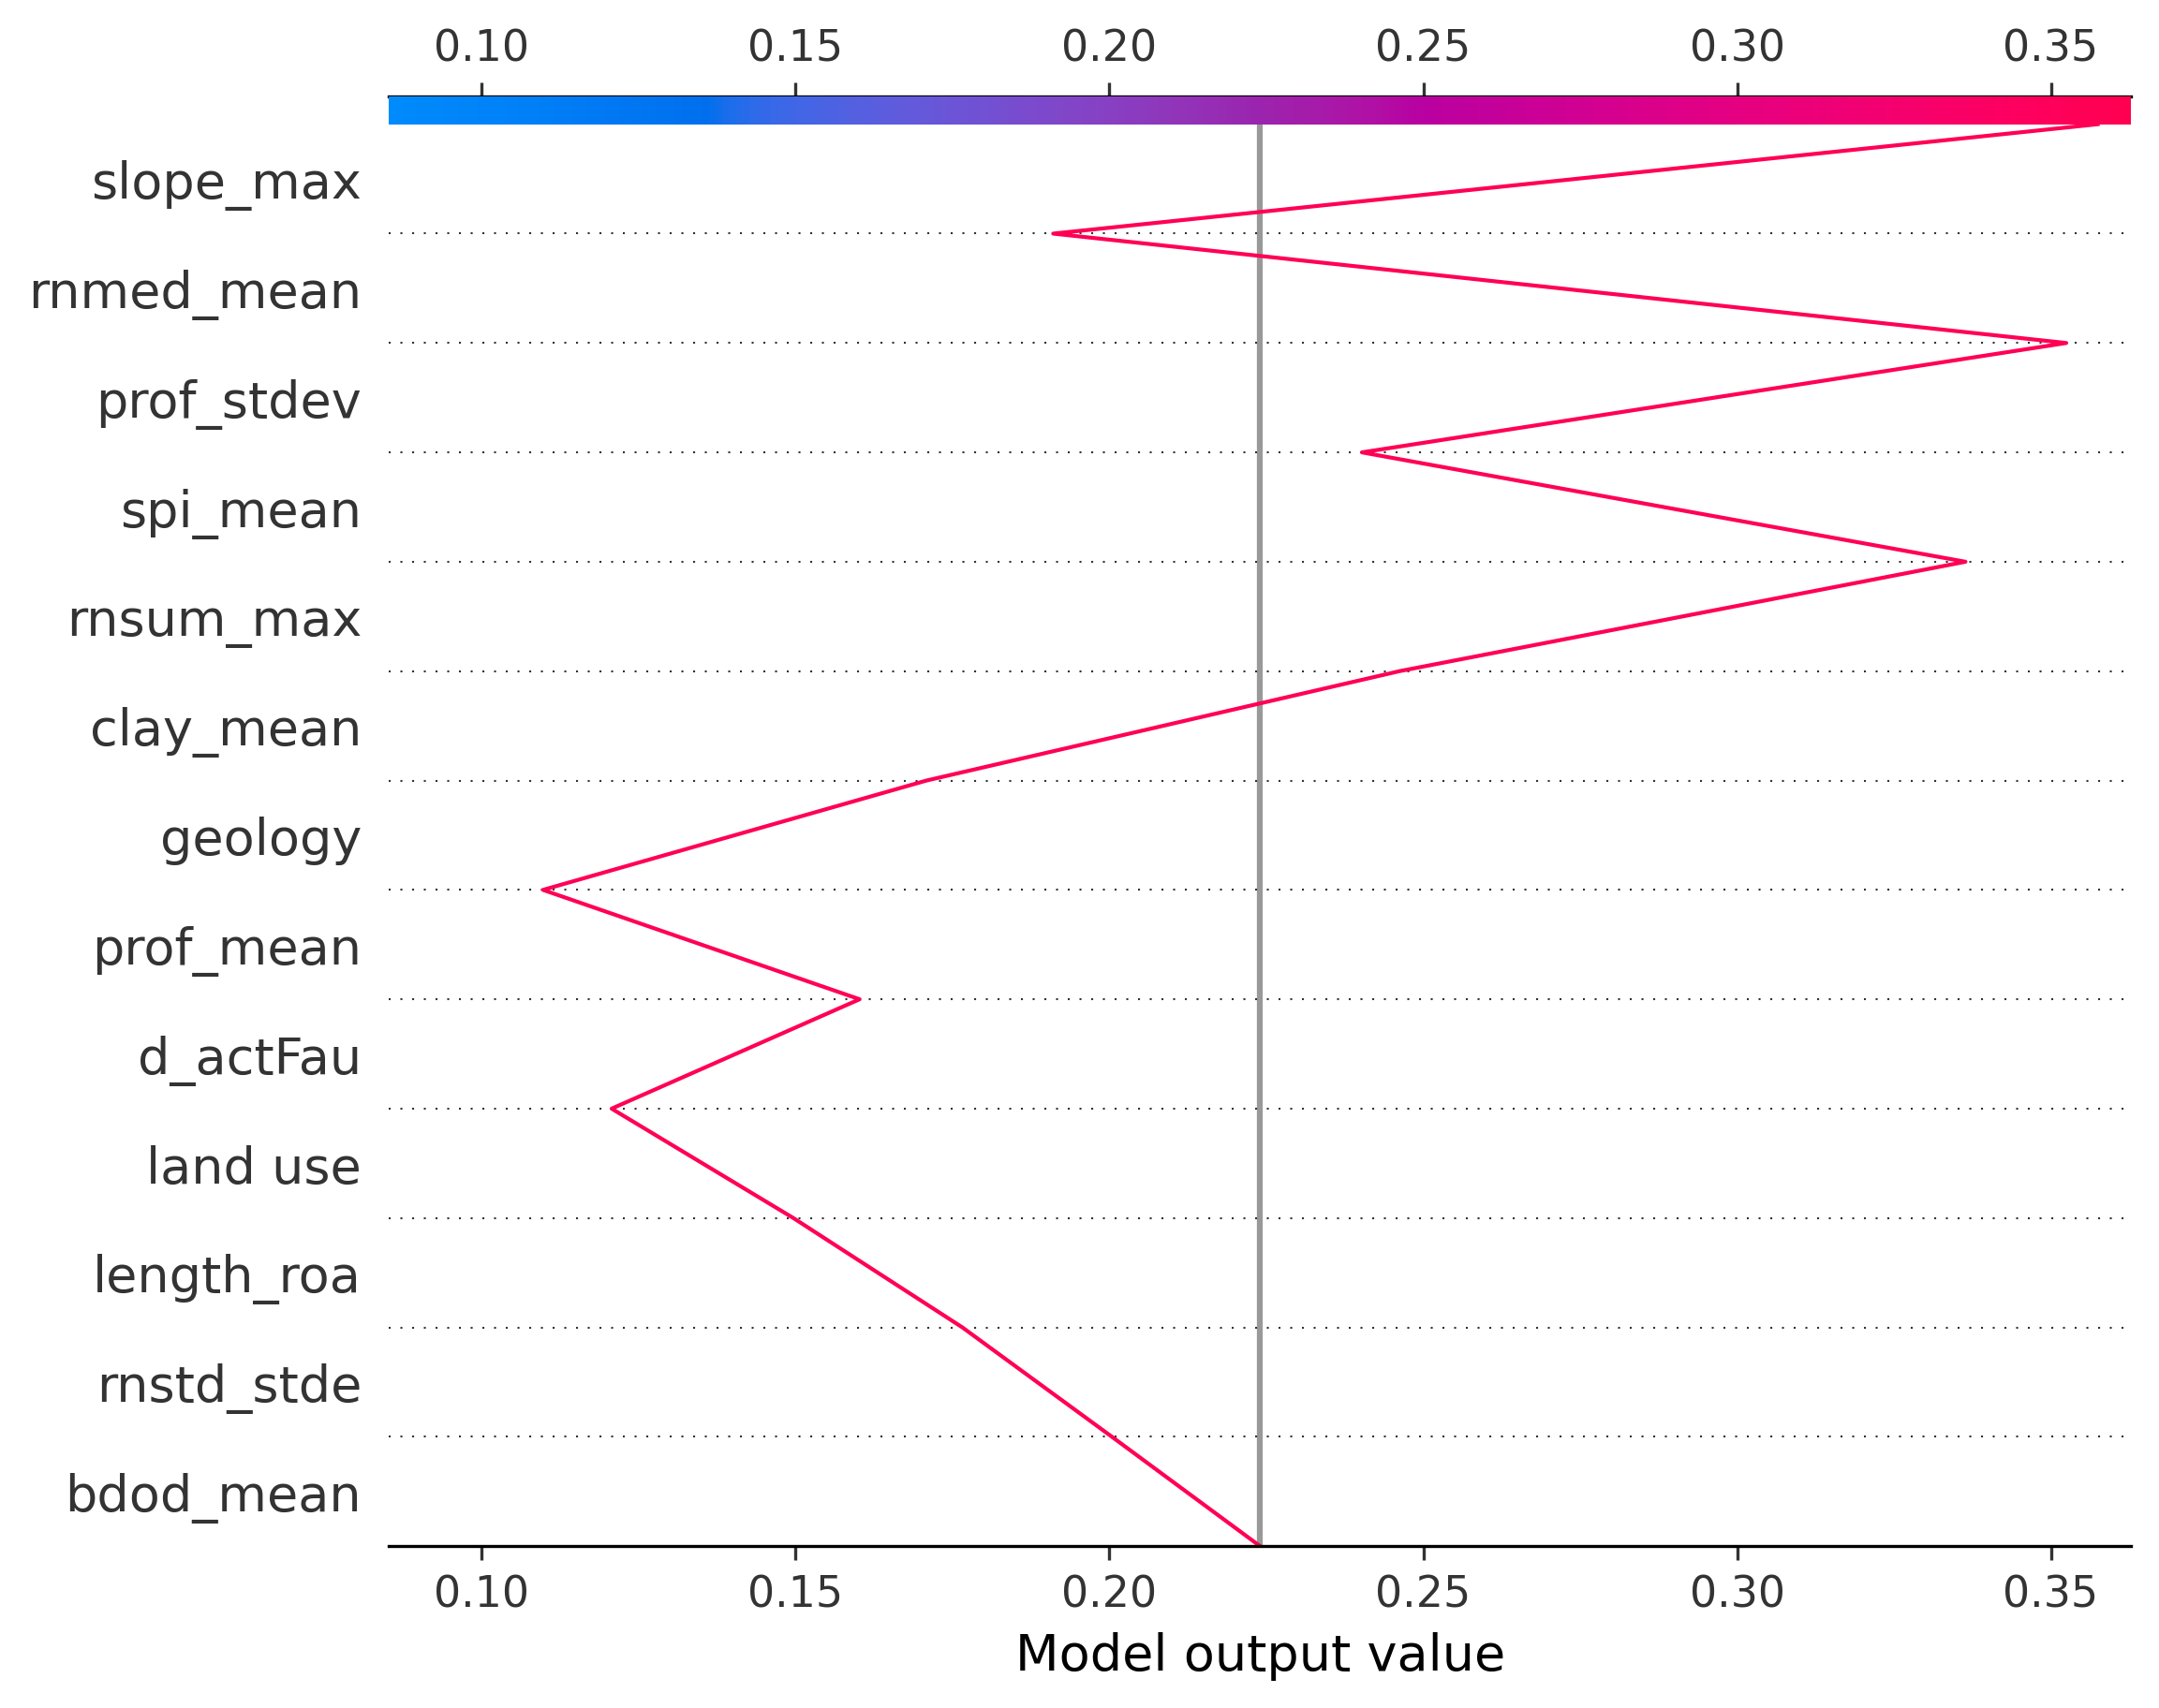 0.10 0.15 0.20 0.25 0.30 0.35
slope_max
rnmed_mean
prof_stdev
spi_mean
rnsum_max
clay_mean
geology
prof_mean
d_actFau
land use
length_roa
rnstd_stde
bdod_mean
0.10 0.15 0.20 0.25 0.30 0.35
Model output value